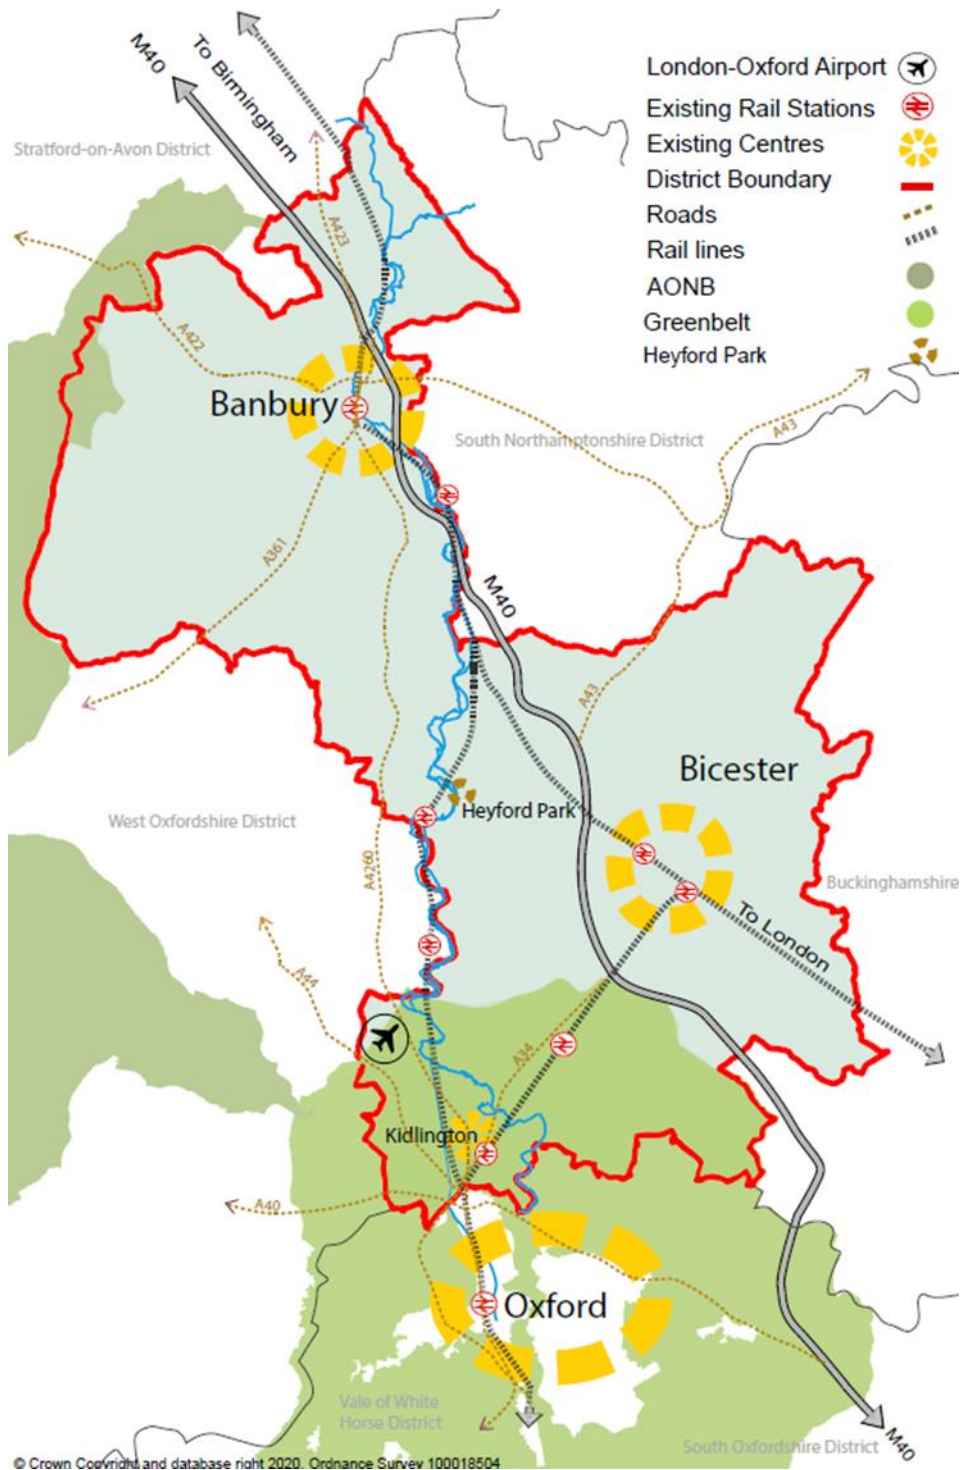 M40
To Birmingham
London-Oxford Airport
Existing Rail Stations
Existing Centres
District Boundary
Roads
Rail lines
AONB
Greenbelt
Heyford Park
Stratford-on-Avon District
A423
A422
Banbury
South Northamptonshire District
A43
A361
M40
A43
Bicester
Heyford Park
West Oxfordshire District
A4260
Buckinghamshire
To London
A44
A34
Kidlington
A40
Oxford
Vale of White
Horse District
South Oxfordshire District
M40
© Crown Copyright and database right 2020. Ordnance Survey 100018504